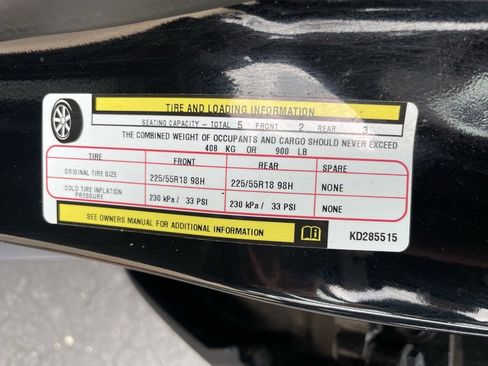 TIRE AND LOADING INFORMATION
SEATING CAPACITY - TOTAL 5 FRONT 2 REAR 3
THE COMBINED WEIGHT OF OCCUPANTS AND CARGO SHOULD NEVER EXCEED
408 KG OR 900 LB
TIRE FRONT REAR SPARE
ORIGINAL TIRE SIZE 225/55R18 98H 225/55R18 98H NONE
COLD TIRE INFLATION PRESSURE 230 kPa / 33 PSI 230 kPa / 33 PSI NONE
SEE OWNERS MANUAL FOR ADDITIONAL INFORMATION KD285515